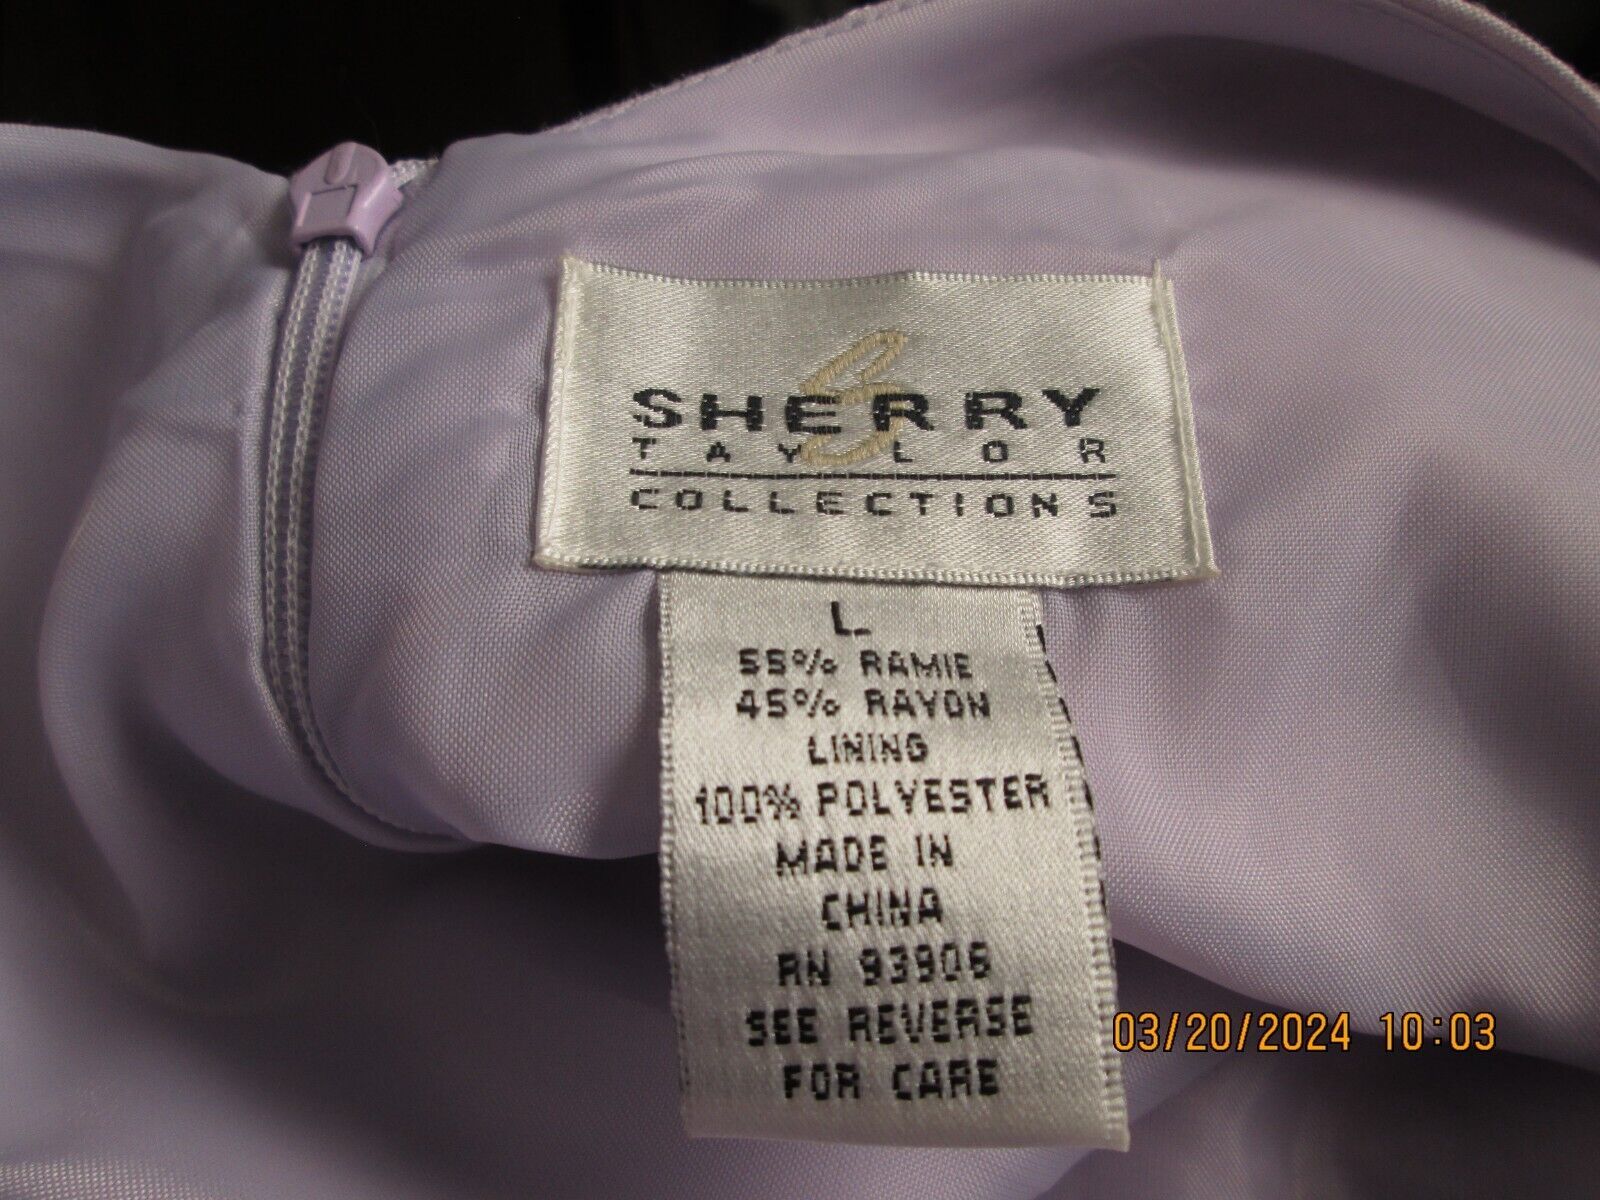 SHERRY
TAYLOR
COLLECTIONS
L
55% RAMIE
45% RAYON
LINING
100% POLYESTER
MADE IN
CHINA
RN 93906
SEE REVERSE
FOR CARE
03/20/2024 10:03